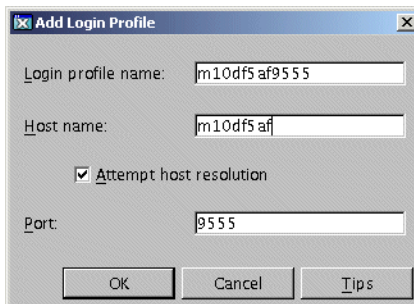 Add Login Profile
Login profile name: m10df5af9555
Host name: m10df5af
Attempt host resolution
Port: 9555
OK Cancel Tips